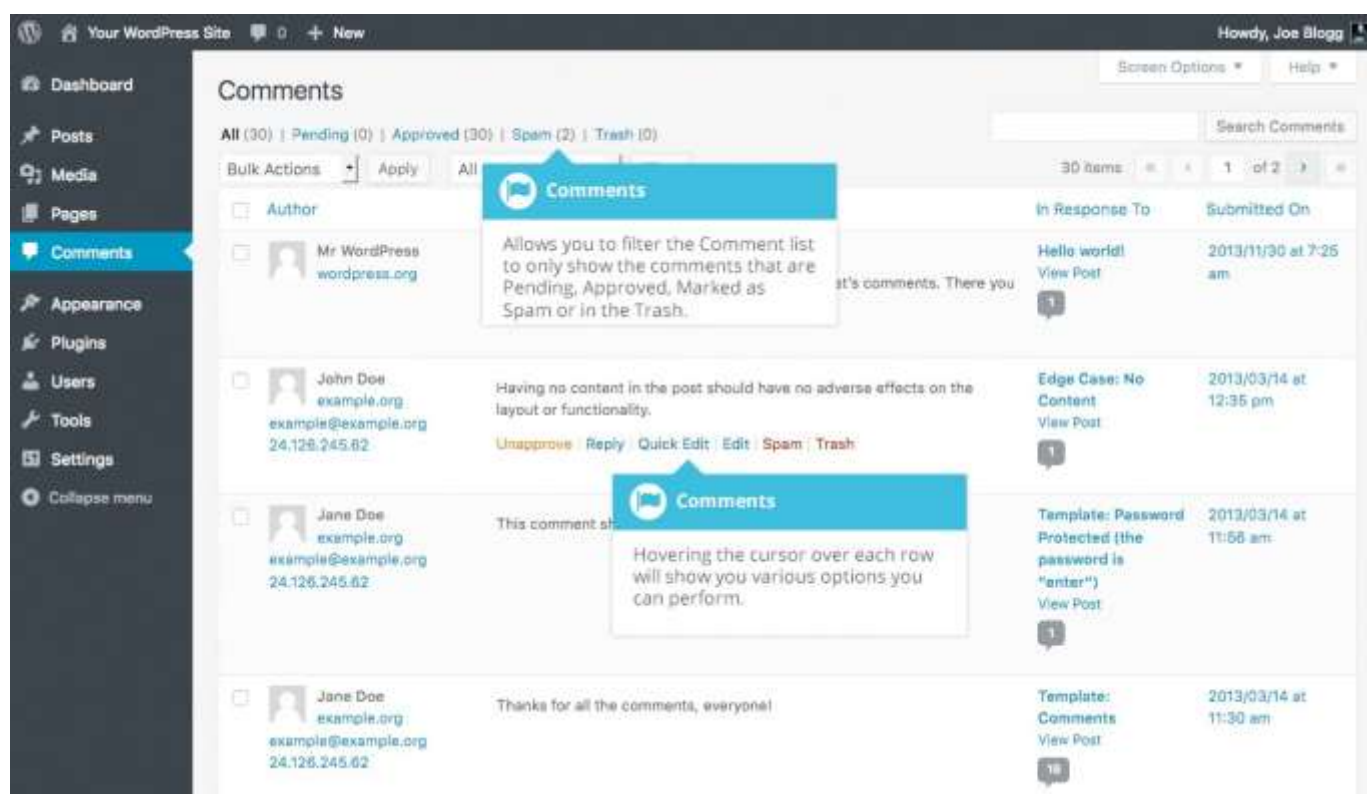 Your WordPress Site 0 + New Howdy, Joe Blogg
Screen Options Help
Dashboard
Posts
Media
Pages
Comments
Appearance
Plugins
Users
Tools
Settings
Collapse menu
Comments
All (30) | Pending (0) | Approved (30) | Spam (2) | Trash (0)
Search Comments
Bulk Actions Apply All
30 items « ‹ 1 of 2 › »
Comments
Allows you to filter the Comment list
to only show the comments that are
Pending, Approved, Marked as
Spam or in the Trash.
Author In Response To Submitted On
Mr WordPress
wordpress.org
's comments. There you
Hello world!
View Post
1
2013/11/30 at 7:25
am
John Doe
example.org
example@example.org
24.126.245.62
Having no content in the post should have no adverse effects on the
layout or functionality.
Unapprove | Reply | Quick Edit | Edit | Spam | Trash
Edge Case: No
Content
View Post
1
2013/03/14 at
12:35 pm
Comments
Hovering the cursor over each row
will show you various options you
can perform.
Jane Doe
example.org
example@example.org
24.126.245.62
This comment
Template: Password
Protected (the
password is
"enter")
View Post
1
2013/03/14 at
11:56 am
Jane Doe
example.org
example@example.org
24.126.245.62
Thanks for all the comments, everyone!
Template:
Comments
View Post
2013/03/14 at
11:30 am